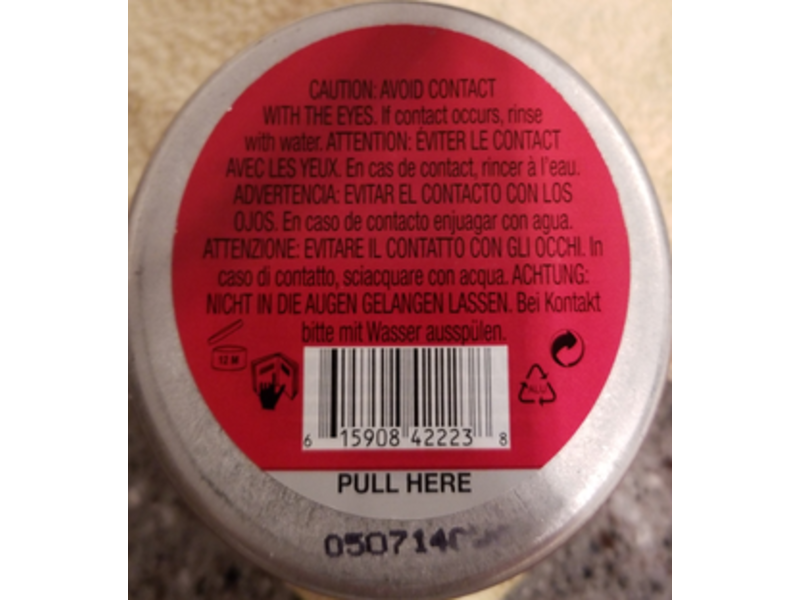 CAUTION: AVOID CONTACT
WITH THE EYES. If contact occurs, rinse
with water. ATTENTION: ÉVITER LE CONTACT
AVEC LES YEUX. En cas de contact, rincer à l'eau.
ADVERTENCIA: EVITAR EL CONTACTO CON LOS
OJOS. En caso de contacto enjuagar con agua.
ATTENZIONE: EVITARE IL CONTATTO CON GLI OCCHI. In
caso di contatto, sciacquare con acqua. ACHTUNG:
NICHT IN DIE AUGEN GELANGEN LASSEN. Bei Kontakt
bitte mit Wasser ausspülen.
12 M
ALU
6 15908 42223 8
PULL HERE
050714